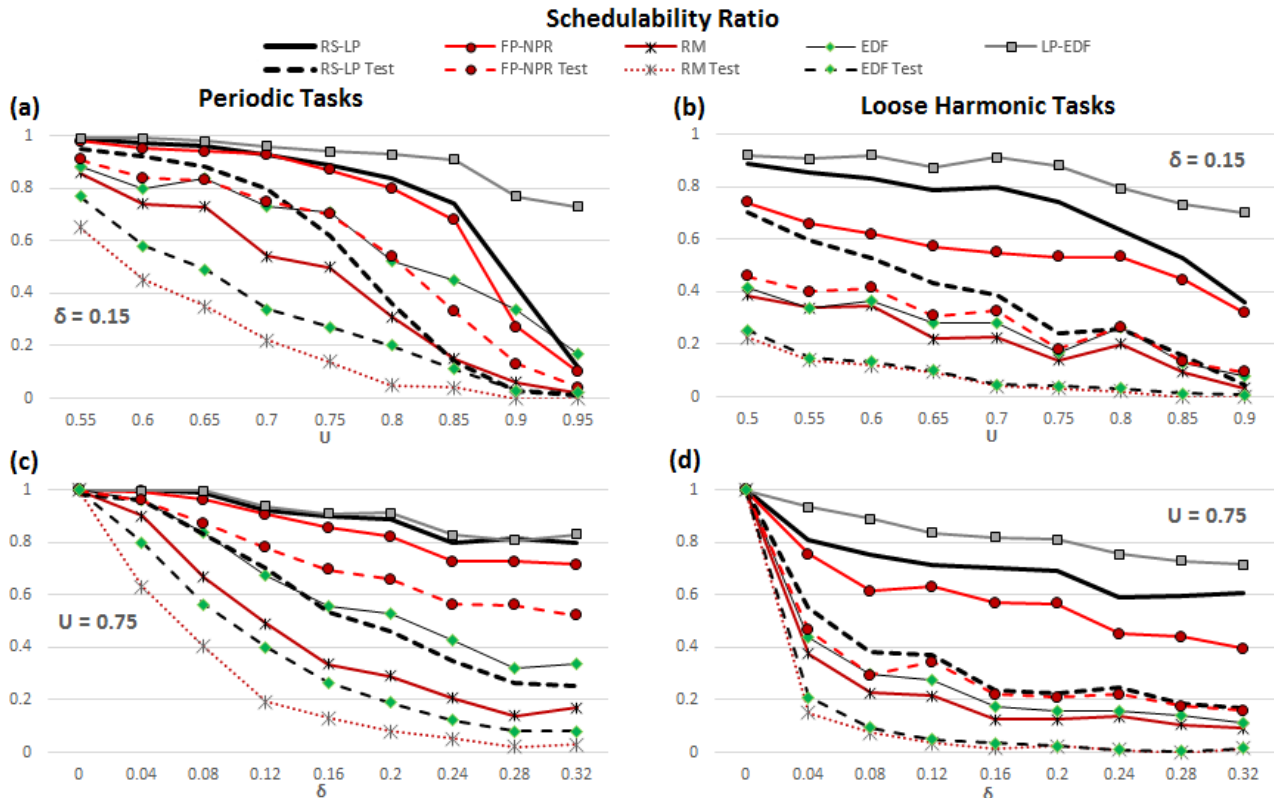 Schedulability Ratio
RS-LP FP-NPR RM EDF LP-EDF
RS-LP Test FP-NPR Test RM Test EDF Test
(a) Periodic Tasks
1
0.8
0.6
0.4
0.2
0
δ = 0.15
0.55 0.6 0.65 0.7 0.75 0.8 0.85 0.9 0.95
U
(b) Loose Harmonic Tasks
1
0.8
0.6
0.4
0.2
0
δ = 0.15
0.5 0.55 0.6 0.65 0.7 0.75 0.8 0.85 0.9
U
(c)
1
0.8
0.6
0.4
0.2
0
U = 0.75
0 0.04 0.08 0.12 0.16 0.2 0.24 0.28 0.32
δ
(d)
1
0.8
0.6
0.4
0.2
0
U = 0.75
0 0.04 0.08 0.12 0.16 0.2 0.24 0.28 0.32
δ